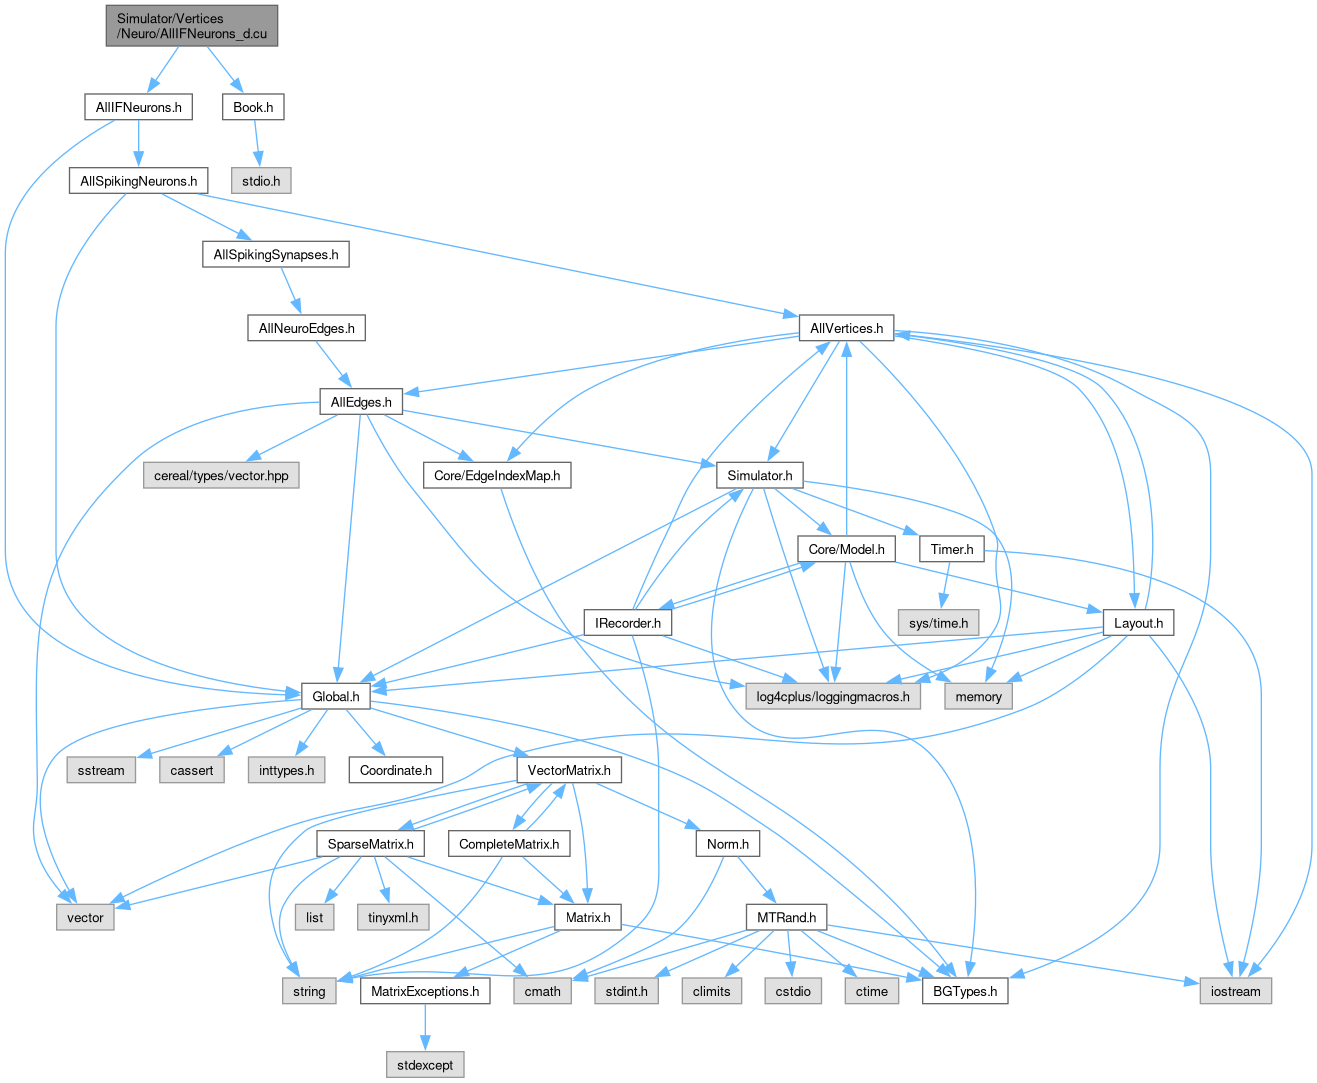 Simulator/Vertices
/Neuro/AllIFNeurons_d.cu
AllIFNeurons.h
Book.h
AllSpikingNeurons.h
stdio.h
AllSpikingSynapses.h
AllNeuroEdges.h
AllVertices.h
AllEdges.h
cereal/types/vector.hpp
Core/EdgeIndexMap.h
Simulator.h
Core/Model.h
Timer.h
IRecorder.h
sys/time.h
Layout.h
Global.h
log4cplus/loggingmacros.h
memory
sstream
cassert
inttypes.h
Coordinate.h
VectorMatrix.h
SparseMatrix.h
CompleteMatrix.h
Norm.h
vector
list
tinyxml.h
Matrix.h
MTRand.h
string
MatrixExceptions.h
cmath
stdint.h
climits
cstdio
ctime
BGTypes.h
iostream
stdexcept